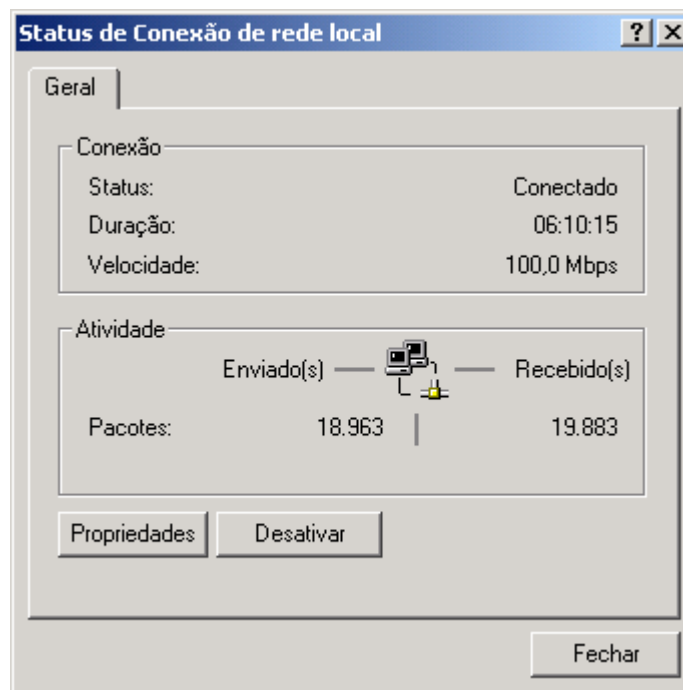 Status de Conexão de rede local
Geral
Conexão
Status: Conectado
Duração: 06:10:15
Velocidade: 100,0 Mbps
Atividade
Enviado(s) Recebido(s)
Pacotes: 18.963 19.883
Propriedades Desativar
Fechar